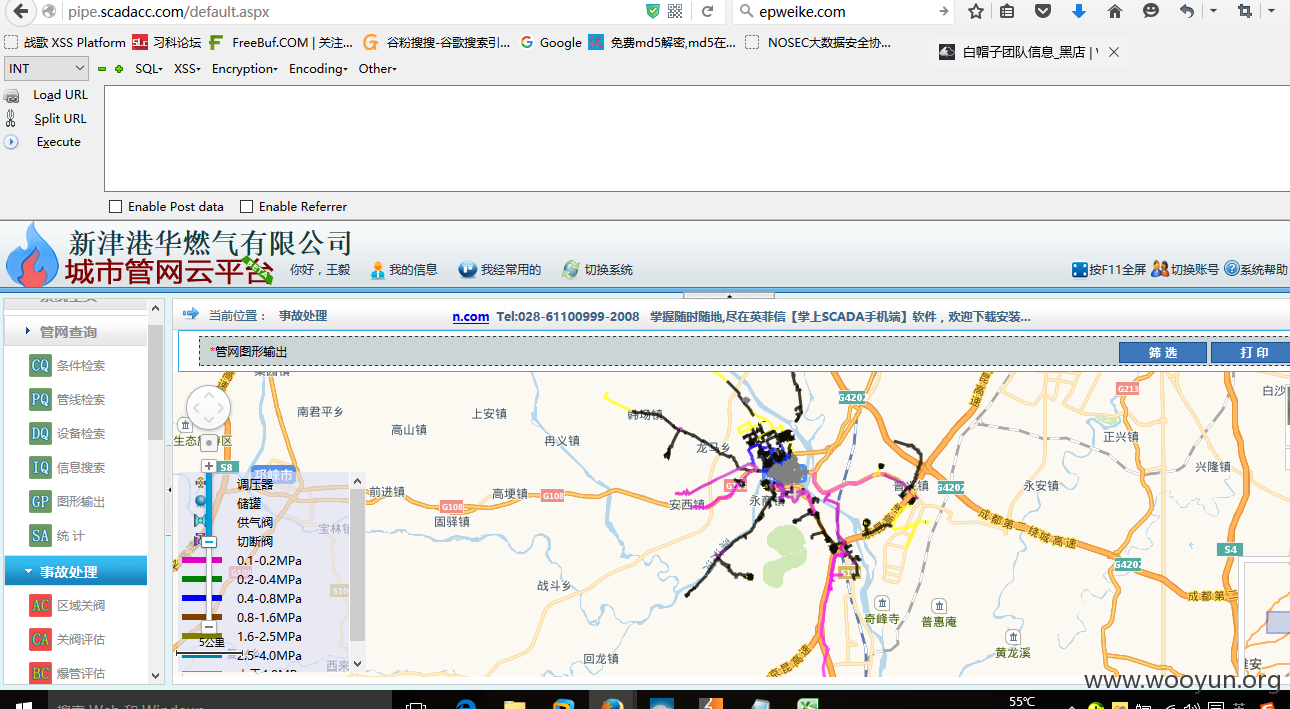 pipe.scadacc.com/default.aspx
epweike.com
战歌 XSS Platform
习科论坛
FreeBuf.COM | 关注...
谷粉搜搜-谷歌搜索引...
Google
免费md5解密,md5在...
NOSEC大数据安全协...
白帽子团队信息_黑店 |
INT
SQL
XSS
Encryption
Encoding
Other
Load URL
Split URL
Execute
Enable Post data
Enable Referrer
新津港华燃气有限公司
城市管网云平台
BETA
你好，王毅
我的信息
我经常用的
切换系统
按F11全屏
切换账号
系统帮助
管网查询
CQ 条件检索
PQ 管线检索
DQ 设备检索
IQ 信息搜索
GP 图形输出
SA 统 计
事故处理
AC 区域关阀
CA 关阀评估
BC 爆管评估
当前位置： 事故处理
n.com Tel:028-61100999-2008 掌握随时随地,尽在英菲信【掌上SCADA手机端】软件，欢迎下载安装...
*管网图形输出
筛 选
打 印
南君平乡
上安镇
韩场镇
G4202
G213
白沙
高山镇
冉义镇
龙马乡
正兴镇
兴隆镇
S8
邛崃市
前进镇
高埂镇
G108
G108
固驿镇
安西镇
普兴镇
G4202
永安镇
成都第二绕城高速
S4
G4202
成都第二
宝林镇
战斗乡
奇峰寺
普惠庵
黄龙溪
回龙镇
京昆高速
调压器
储罐
供气阀
切断阀
0.1-0.2MPa
0.2-0.4MPa
0.4-0.8MPa
0.8-1.6MPa
1.6-2.5MPa
2.5-4.0MPa
5公里
www.wooyun.org
搜索 Web 和 Windows
55℃